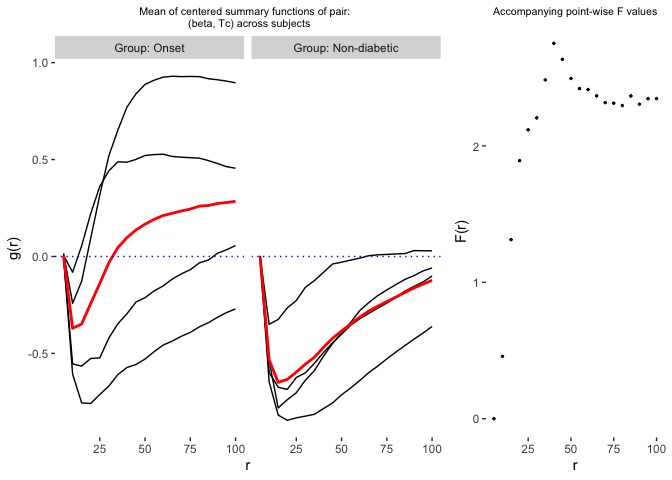 Mean of centered summary functions of pair:
(beta, Tc) across subjects
Accompanying point-wise F values
Group: Onset
Group: Non-diabetic
g(r)
1.0
0.5
0.0
-0.5
25 50 75 100
25 50 75 100
r
F(r)
2
1
0
25 50 75 100
r